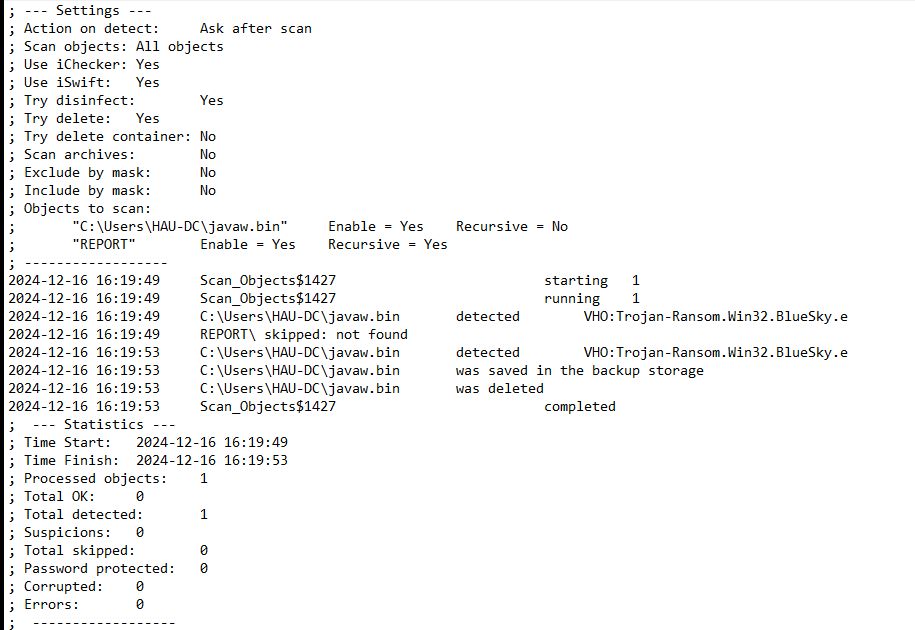 ; --- Settings ---
; Action on detect:	Ask after scan
; Scan objects:	All objects
; Use iChecker:	Yes
; Use iSwift:	Yes
; Try disinfect:	Yes
; Try delete:	Yes
; Try delete container:	No
; Scan archives:	No
; Exclude by mask:	No
; Include by mask:	No
; Objects to scan:
;	"C:\Users\HAU-DC\javaw.bin"	Enable = Yes	Recursive = No
;	"REPORT"	Enable = Yes	Recursive = Yes
; ------------------
2024-12-16 16:19:49	Scan_Objects$1427	starting	1
2024-12-16 16:19:49	Scan_Objects$1427	running	1
2024-12-16 16:19:49	C:\Users\HAU-DC\javaw.bin	detected	VHO:Trojan-Ransom.Win32.BlueSky.e
2024-12-16 16:19:49	REPORT\ skipped: not found
2024-12-16 16:19:53	C:\Users\HAU-DC\javaw.bin	detected	VHO:Trojan-Ransom.Win32.BlueSky.e
2024-12-16 16:19:53	C:\Users\HAU-DC\javaw.bin	was saved in the backup storage
2024-12-16 16:19:53	C:\Users\HAU-DC\javaw.bin	was deleted
2024-12-16 16:19:53	Scan_Objects$1427	completed
;  --- Statistics ---
; Time Start:	2024-12-16 16:19:49
; Time Finish:	2024-12-16 16:19:53
; Processed objects:	1
; Total OK:	0
; Total detected:	1
; Suspicions:	0
; Total skipped:	0
; Password protected:	0
; Corrupted:	0
; Errors:	0
;  ------------------